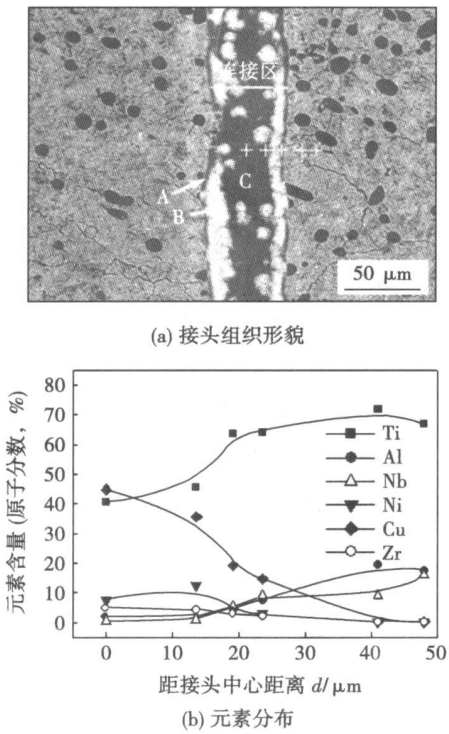 连接区
A
B
C
50 μm
(a) 接头组织形貌
元素含量 (原子分数, %)
80
70
60
50
40
30
20
10
0
Ti
Al
Nb
Ni
Cu
Zr
0 10 20 30 40 50
距接头中心距离 d/μm
(b) 元素分布